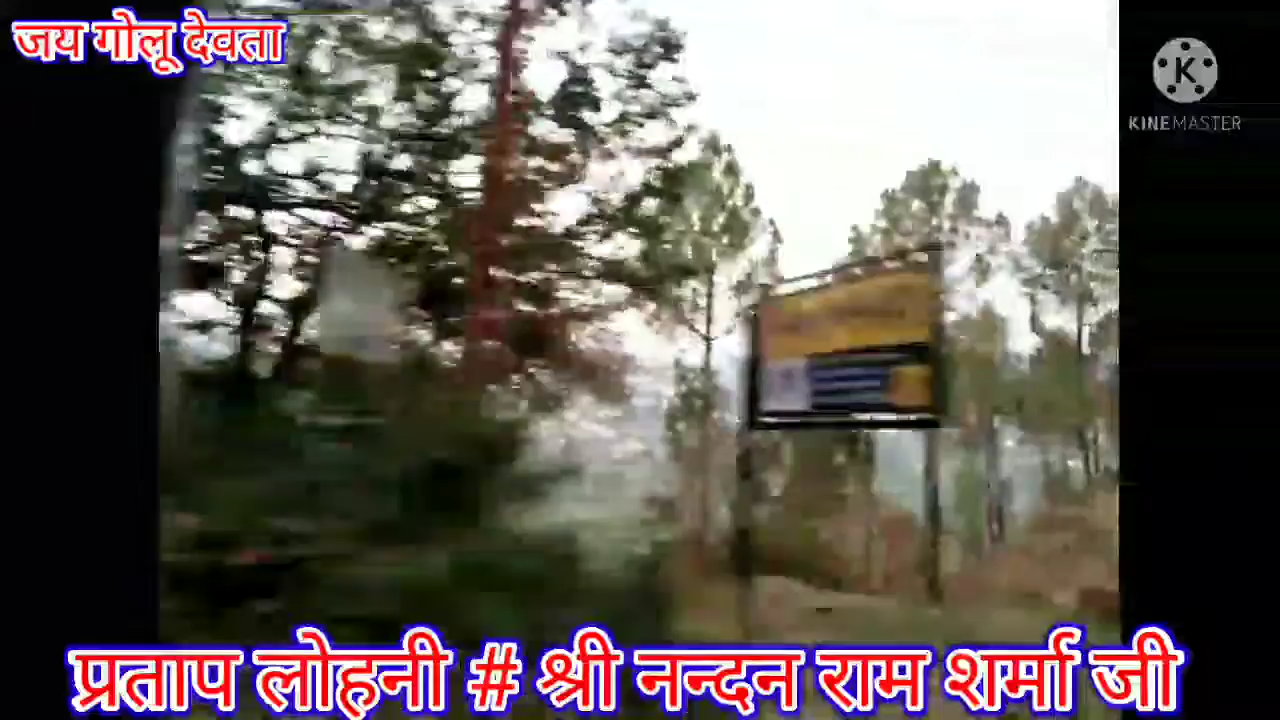 जय गोलू देवता
KINEMASTER
प्रताप लोहनी # श्री नन्दन राम शर्मा जी